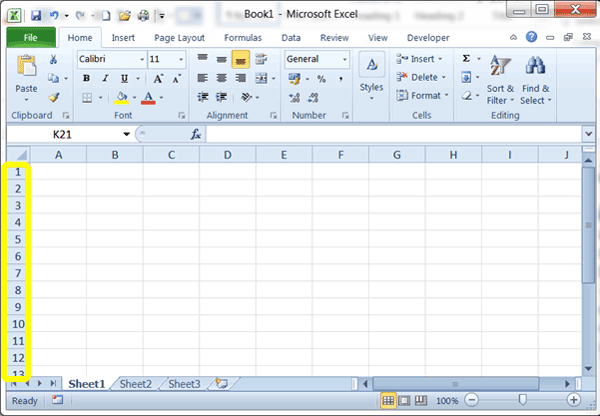 Book1 - Microsoft Excel
File Home Insert Page Layout Formulas Data Review View Developer
Paste
Clipboard
Calibri 11
B I U
A A
Font
Alignment
General
$ % ,
.0 .00
.00 .0
Number
Styles
Insert
Delete
Format
Cells
Σ
Sort & Filter
Find & Select
Editing
K21 fx
A B C D E F G H I J
1
2
3
4
5
6
7
8
9
10
11
12
13
Sheet1 Sheet2 Sheet3
Ready 100%